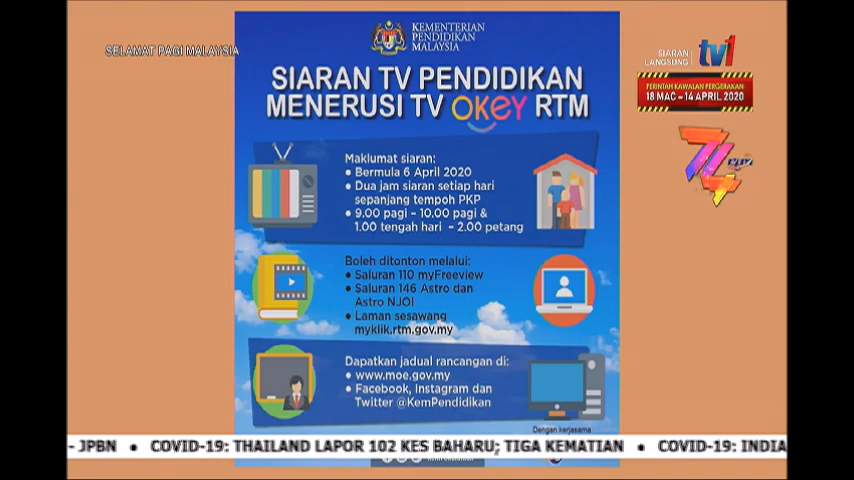 SELAMAT PAGI MALAYSIA
KEMENTERIAN
PENDIDIKAN
MALAYSIA
SIARAN
LANGSUNG
tv1
PERINTAH KAWALAN PERGERAKAN
18 MAC – 14 APRIL 2020
SIARAN TV PENDIDIKAN
MENERUSI TV OKEY RTM
Maklumat siaran:
● Bermula 6 April 2020
● Dua jam siaran setiap hari
sepanjang tempoh PKP
● 9.00 pagi – 10.00 pagi &
1.00 tengah hari – 2.00 petang
Boleh ditonton melalui:
● Saluran 110 myFreeview
● Saluran 146 Astro dan
Astro NJOI
● Laman sesawang
myklik.rtm.gov.my
Dapatkan jadual rancangan di:
● www.moe.gov.my
● Facebook, Instagram dan
Twitter @KemPendidikan
Dengan kerjasama
- JPBN ● COVID-19: THAILAND LAPOR 102 KES BAHARU; TIGA KEMATIAN ● COVID-19: INDIA